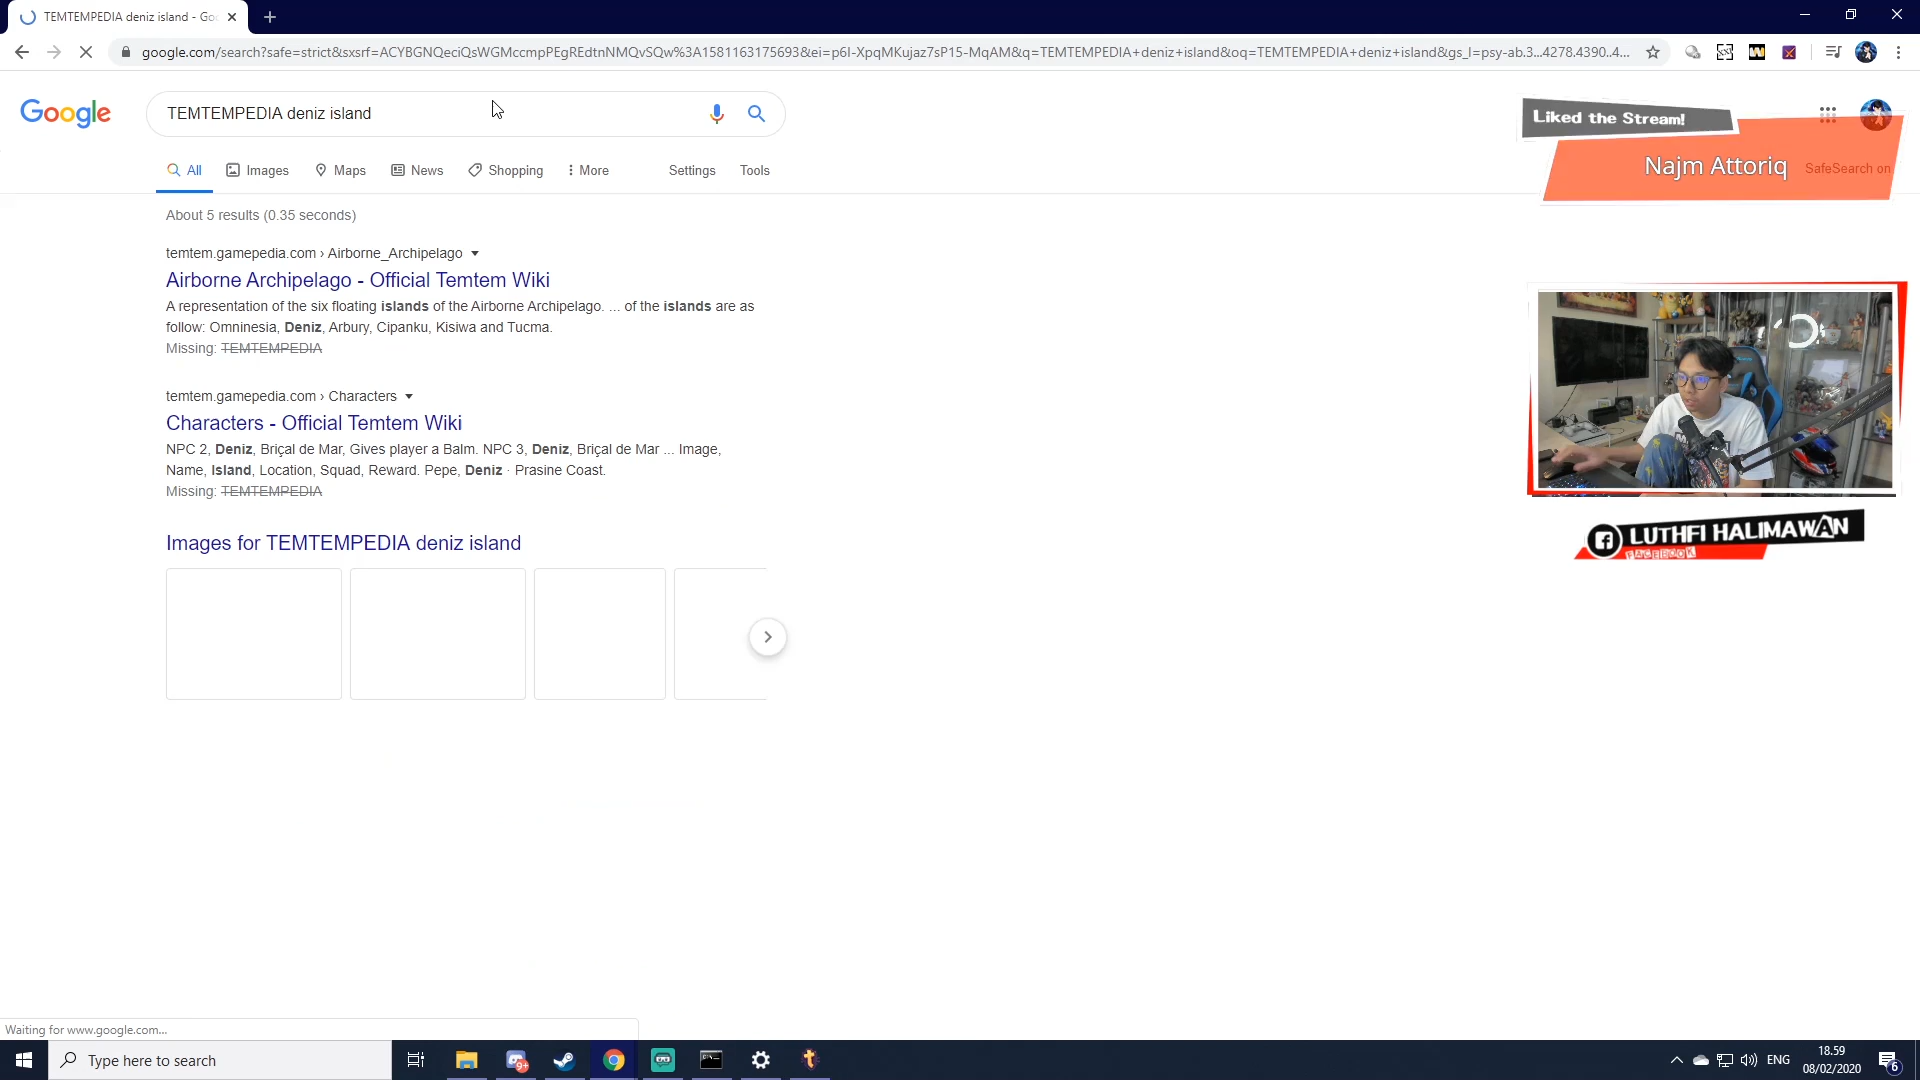 TEMTEMPEDIA deniz island - Goo
google.com/search?safe=strict&sxsrf=ACYBGNQeciQsWGMccmpPEgREdtnNMQvSQw%3A1581163175693&ei=p6I-XpqMKujaz7sP15-MqAM&q=TEMTEMPEDIA+deniz+island&oq=TEMTEMPEDIA+deniz+island&gs_l=psy-ab.3...4278.4390..4...
Google
TEMTEMPEDIA deniz island
All Images Maps News Shopping More Settings Tools
Liked the Stream!
Najm Attoriq
SafeSearch on
About 5 results (0.35 seconds)
temtem.gamepedia.com › Airborne_Archipelago
Airborne Archipelago - Official Temtem Wiki
A representation of the six floating islands of the Airborne Archipelago. ... of the islands are as
follow: Omninesia, Deniz, Arbury, Cipanku, Kisiwa and Tucma.
Missing: TEMTEMPEDIA
temtem.gamepedia.com › Characters
Characters - Official Temtem Wiki
NPC 2, Deniz, Briçal de Mar, Gives player a Balm. NPC 3, Deniz, Briçal de Mar ... Image,
Name, Island, Location, Squad, Reward. Pepe, Deniz · Prasine Coast.
Missing: TEMTEMPEDIA
Images for TEMTEMPEDIA deniz island
LUTHFI HALIMAWAN
FACEBOOK
Waiting for www.google.com...
Type here to search
9+
ENG
18.59
08/02/2020
6